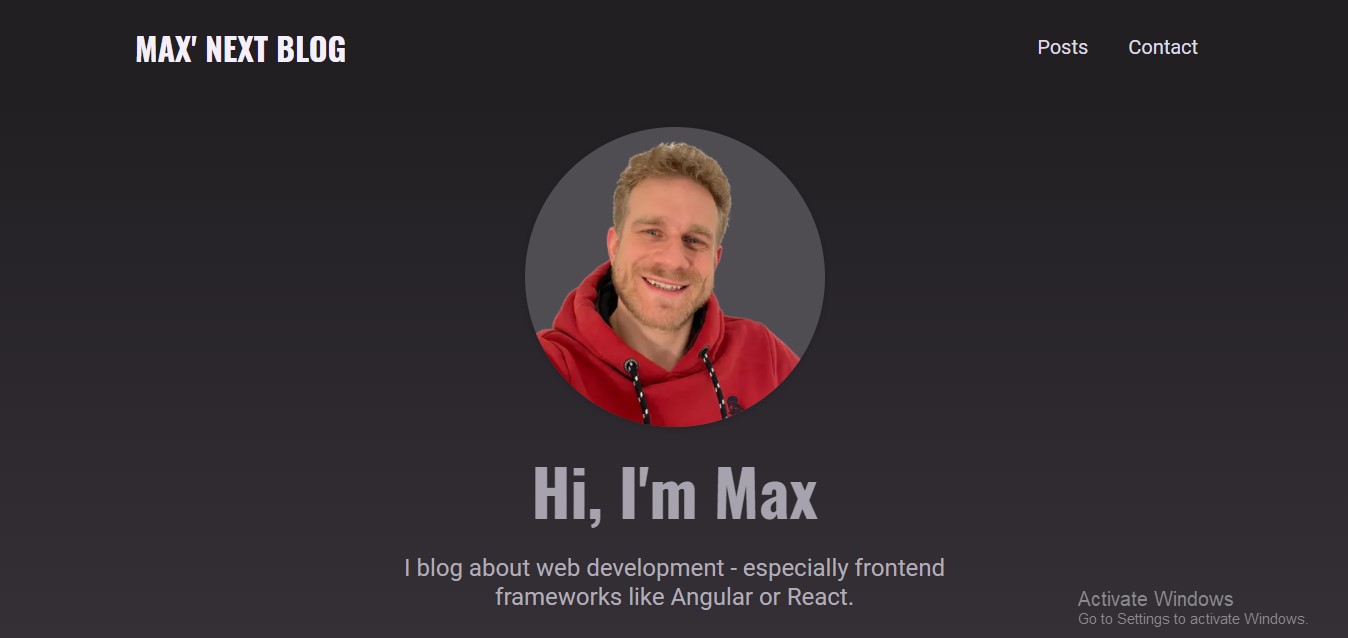 MAX' NEXT BLOG
Posts
Contact
Hi, I'm Max
I blog about web development - especially frontend
frameworks like Angular or React.
Activate Windows
Go to Settings to activate Windows.